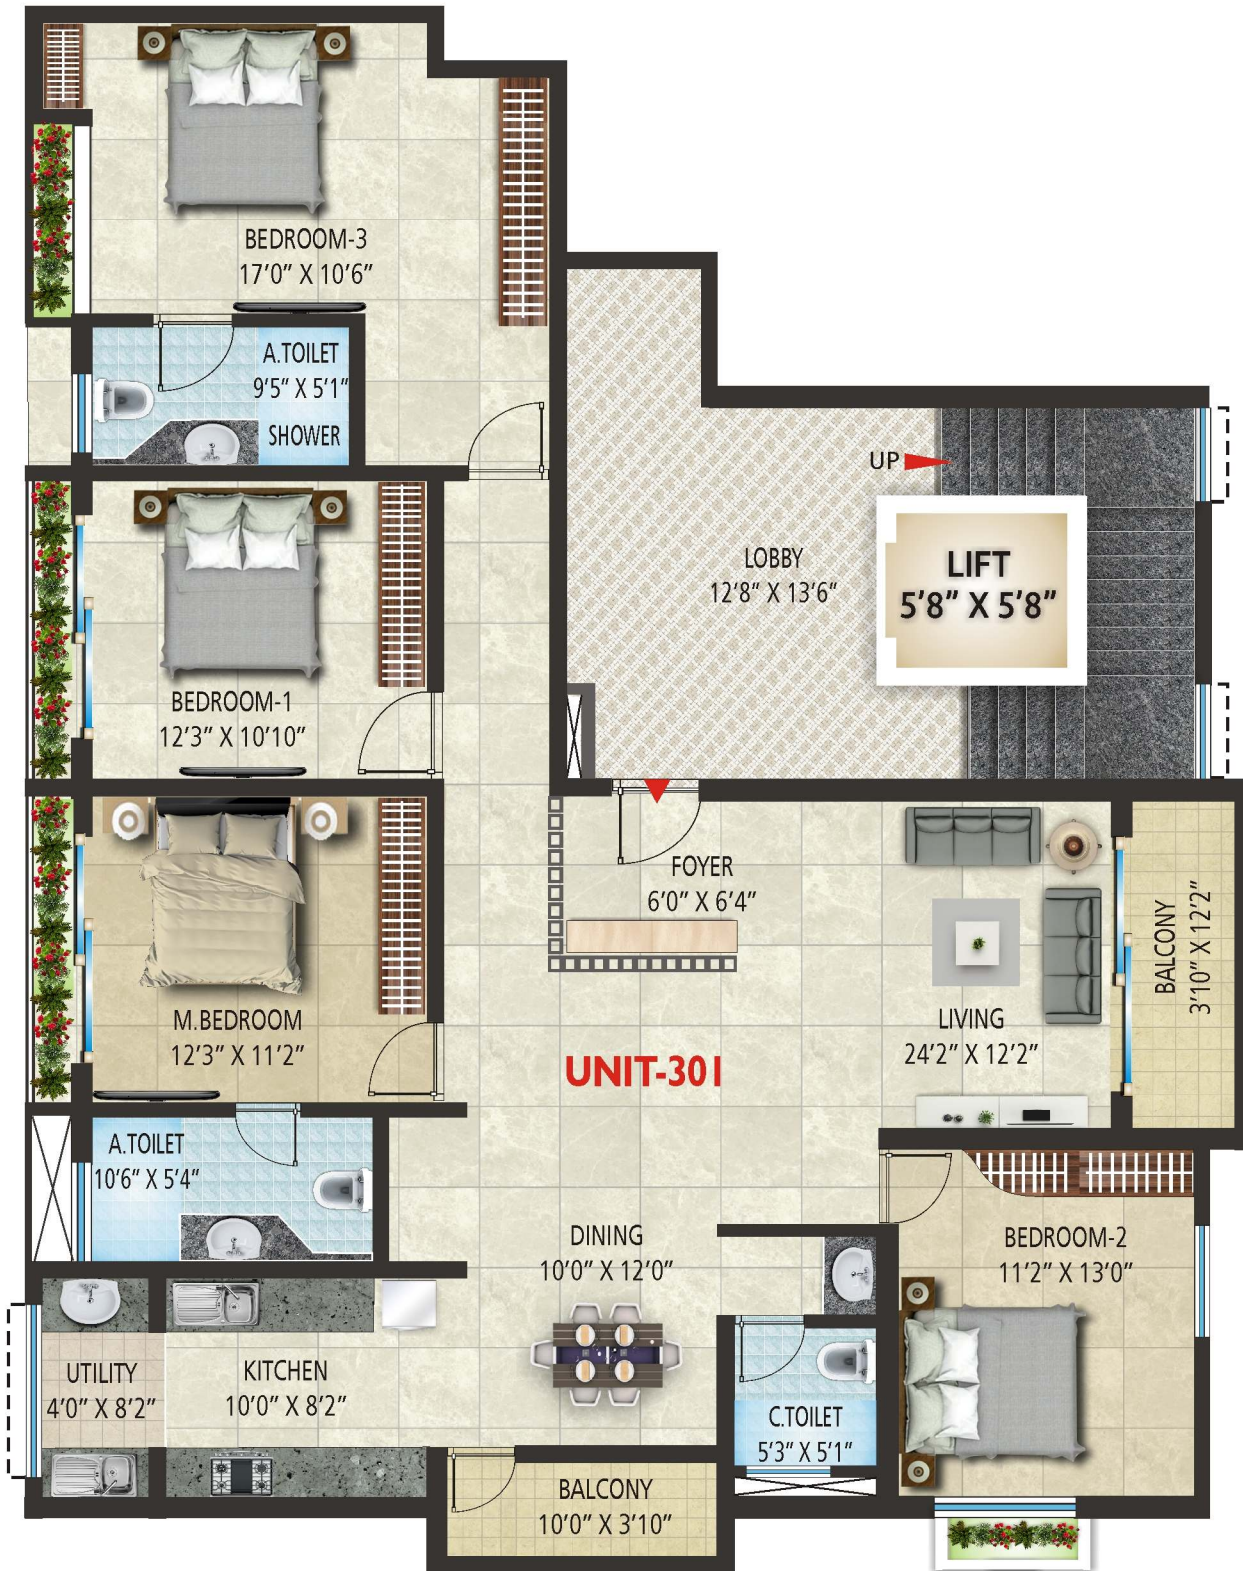 BEDROOM-3
17'0" X 10'6"
A.TOILET
9'5" X 5'1"
SHOWER
UP
LOBBY
12'8" X 13'6"
LIFT
5'8" X 5'8"
BEDROOM-1
12'3" X 10'10"
FOYER
6'0" X 6'4"
BALCONY
3'10" X 12'2"
M.BEDROOM
12'3" X 11'2"
LIVING
24'2" X 12'2"
UNIT-301
A.TOILET
10'6" X 5'4"
DINING
10'0" X 12'0"
BEDROOM-2
11'2" X 13'0"
UTILITY
4'0" X 8'2"
KITCHEN
10'0" X 8'2"
C.TOILET
5'3" X 5'1"
BALCONY
10'0" X 3'10"